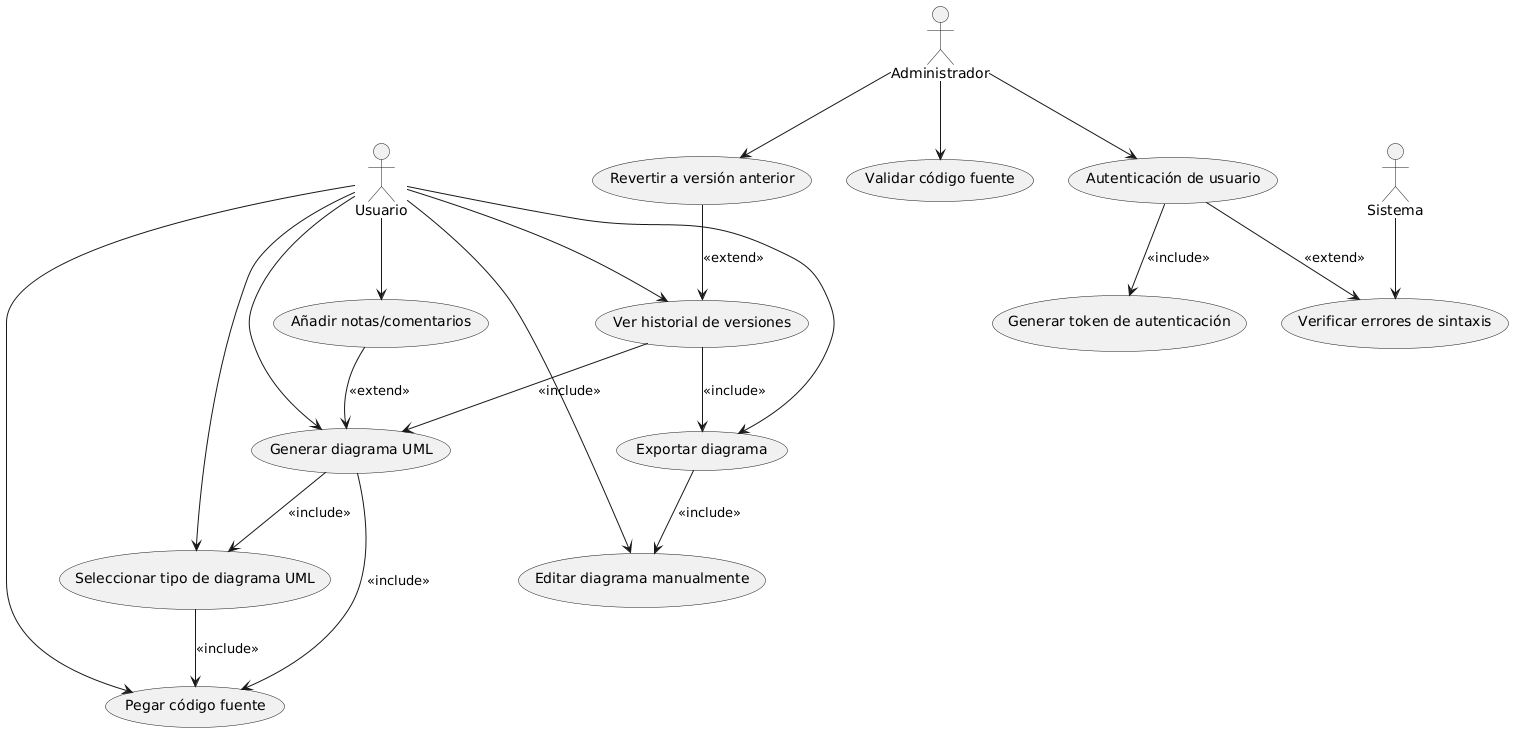 Administrador
Usuario
Revertir a versión anterior
Validar código fuente
Autenticación de usuario
Sistema
«extend»
«include»
«extend»
Añadir notas/comentarios
Ver historial de versiones
Generar token de autenticación
Verificar errores de sintaxis
«extend»
«include»
«include»
Generar diagrama UML
Exportar diagrama
«include»
«include»
Seleccionar tipo de diagrama UML
«include»
Editar diagrama manualmente
«include»
Pegar código fuente